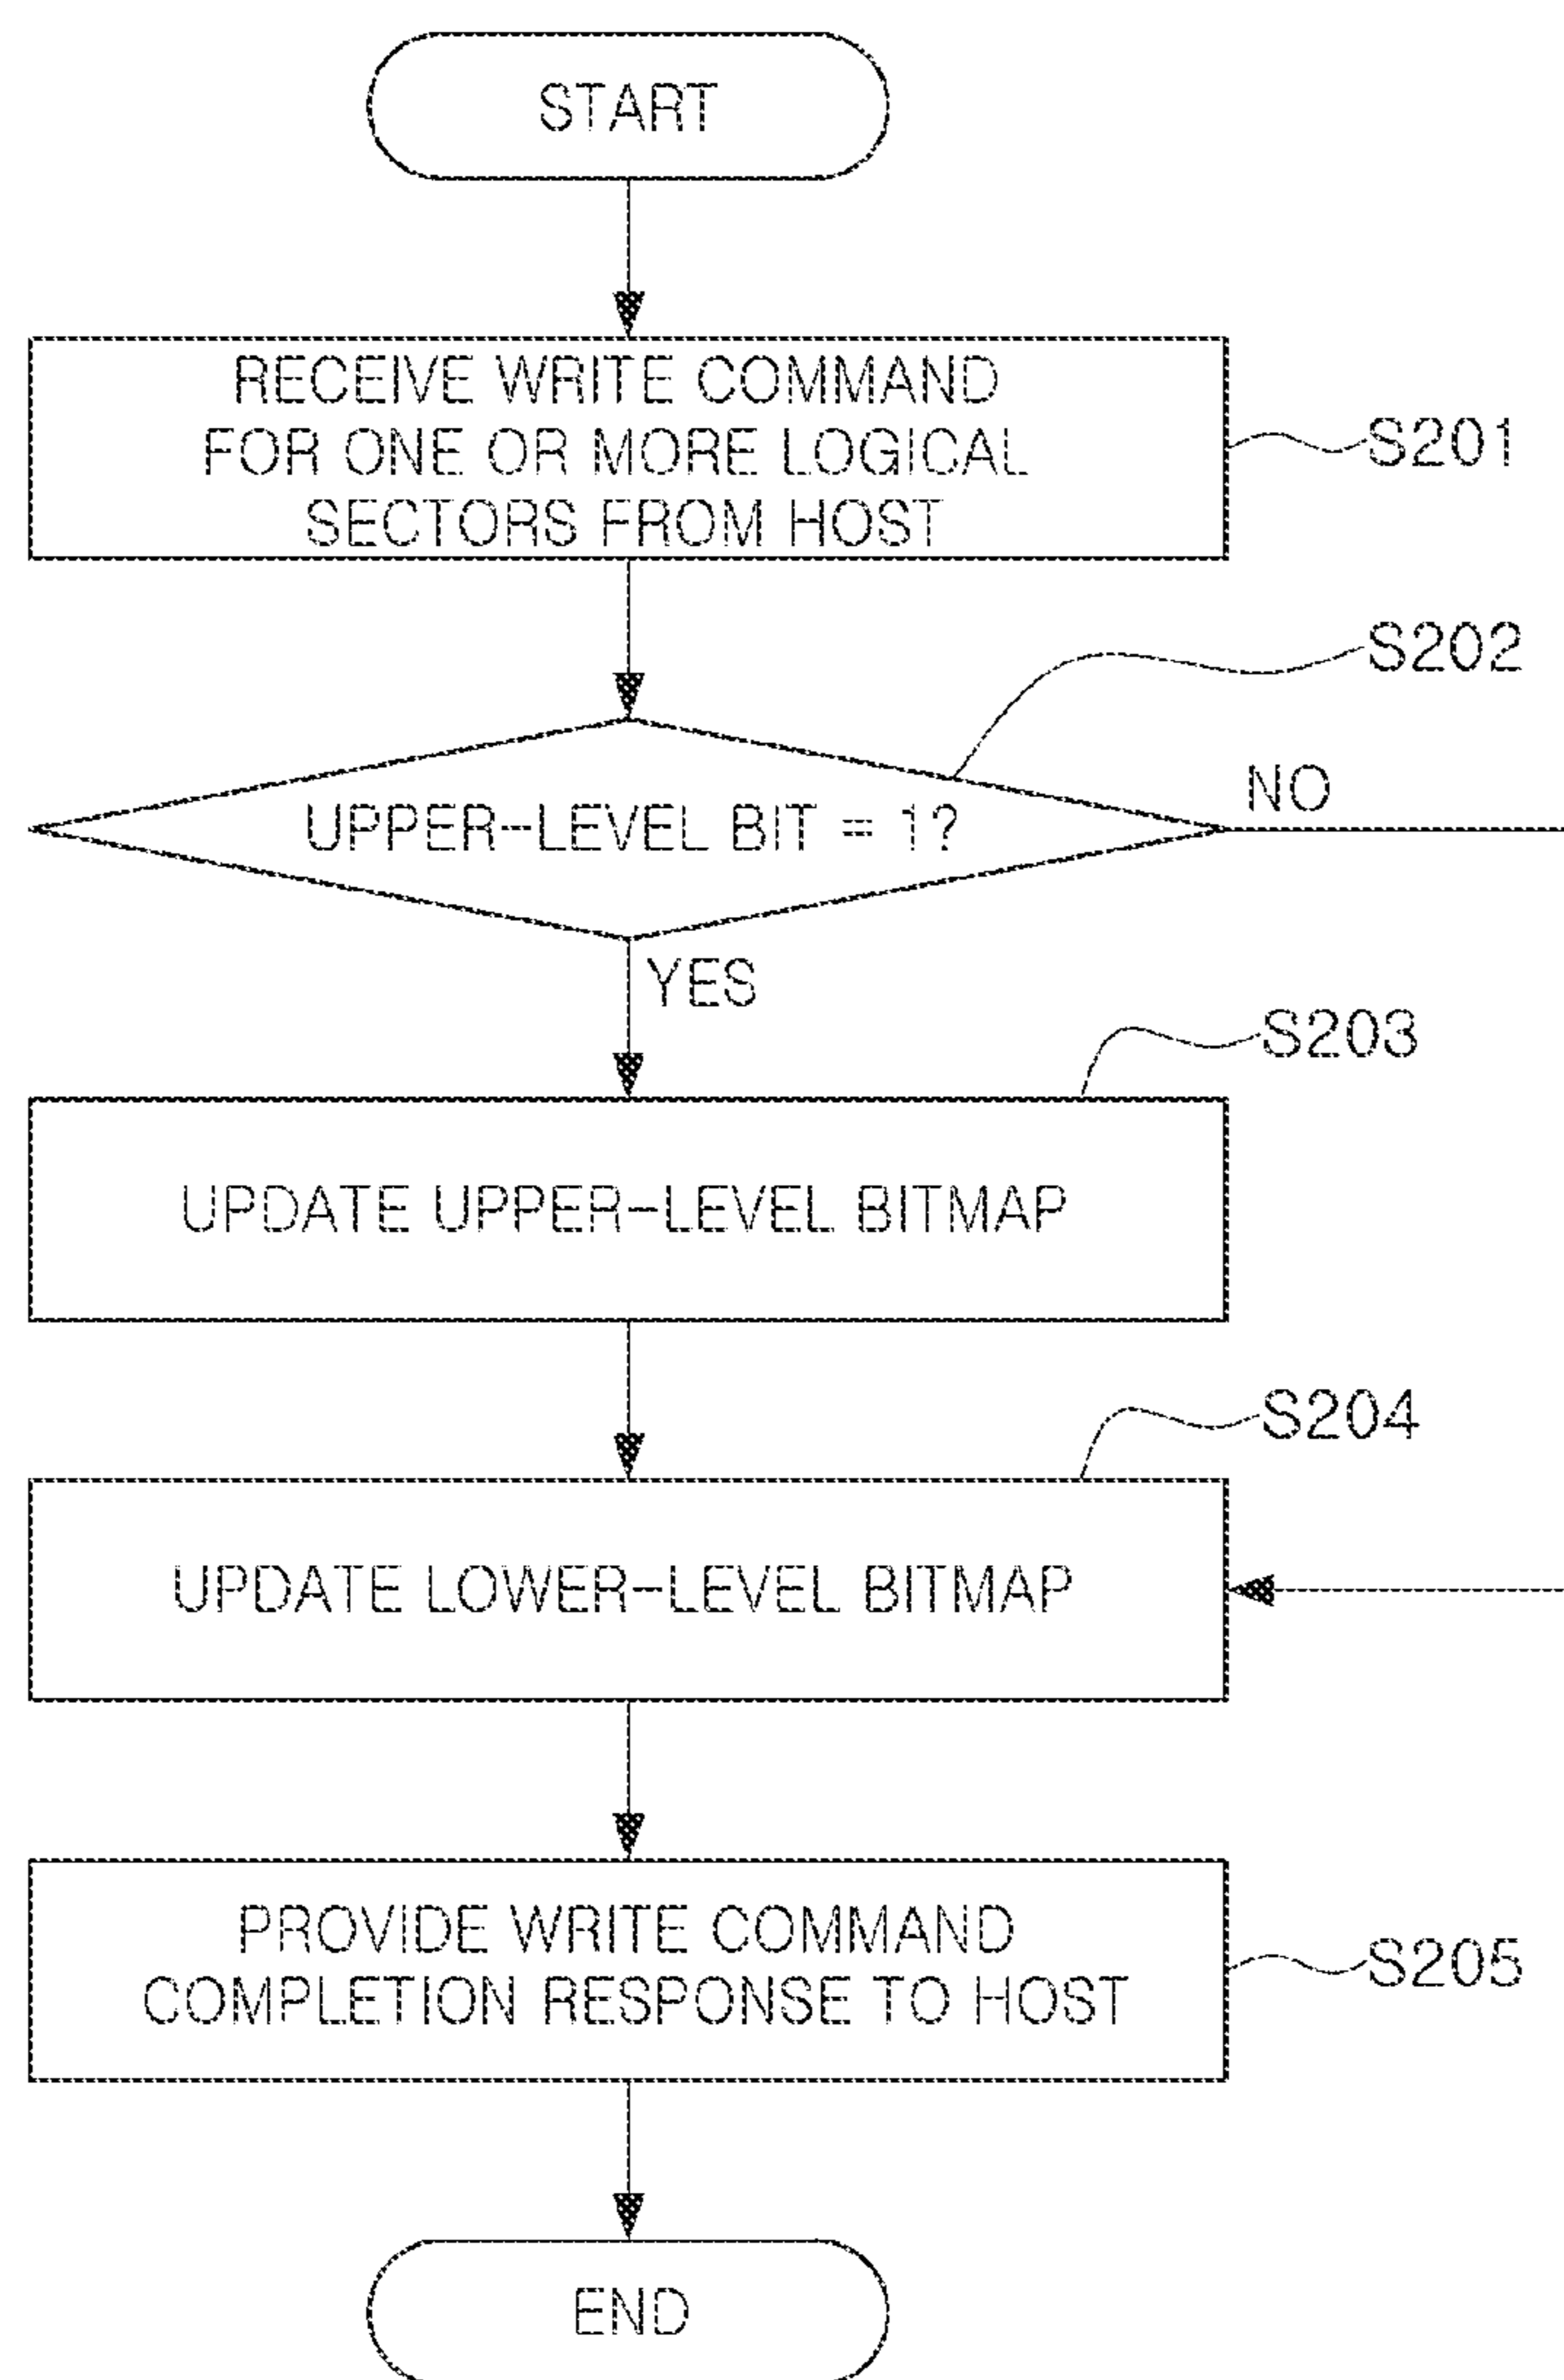 START
RECEIVE WRITE COMMAND
FOR ONE OR MORE LOGICAL
SECTORS FROM HOST
S201
S202
UPPER-LEVEL BIT = 1?
NO
YES
S203
UPDATE UPPER-LEVEL BITMAP
S204
UPDATE LOWER-LEVEL BITMAP
PROVIDE WRITE COMMAND
COMPLETION RESPONSE TO HOST
S205
END